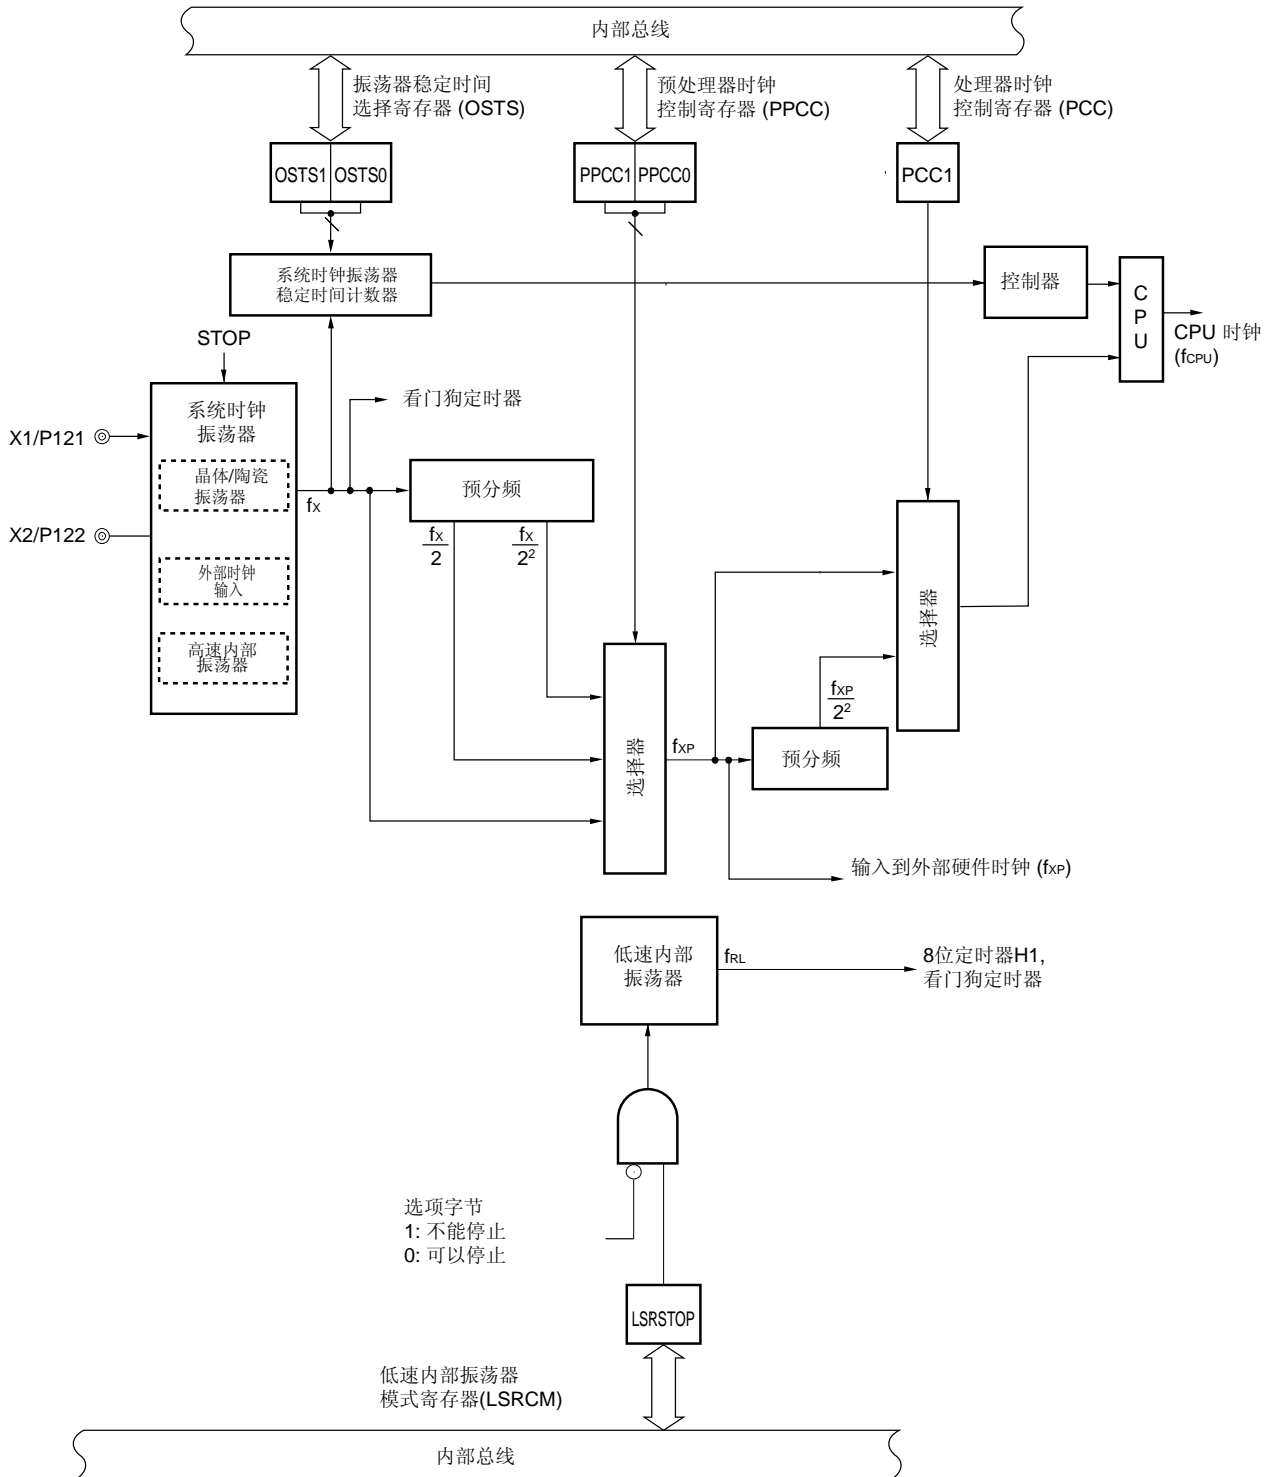 内部总线
振荡器稳定时间
选择寄存器 (OSTS)
预处理器时钟
控制寄存器 (PPCC)
处理器时钟
控制寄存器 (PCC)
OSTS1 OSTS0
PPCC1 PPCC0
PCC1
系统时钟振荡器
稳定时间计数器
控制器
CPU
CPU 时钟
(fCPU)
STOP
看门狗定时器
系统时钟
振荡器
X1/P121
晶体/陶瓷
振荡器
fX
预分频
X2/P122
fX/2
fX/2²
外部时钟
输入
选择器
高速内部
振荡器
fXP/2²
选择器
fXP
预分频
输入到外部硬件时钟 (fXP)
低速内部
振荡器
fRL
8位定时器H1,
看门狗定时器
选项字节
1: 不能停止
0: 可以停止
LSRSTOP
低速内部振荡器
模式寄存器(LSRCM)
内部总线